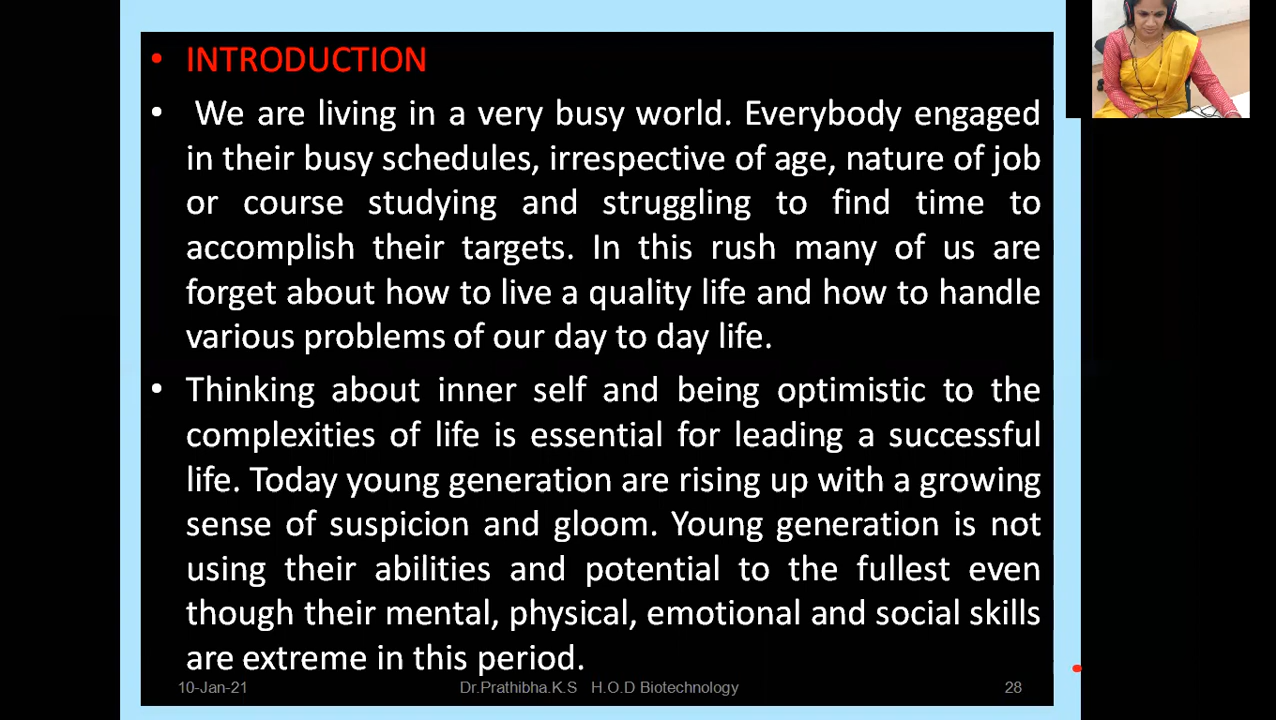 • INTRODUCTION
• We are living in a very busy world. Everybody engaged
in their busy schedules, irrespective of age, nature of job
or course studying and struggling to find time to
accomplish their targets. In this rush many of us are
forget about how to live a quality life and how to handle
various problems of our day to day life.
• Thinking about inner self and being optimistic to the
complexities of life is essential for leading a successful
life. Today young generation are rising up with a growing
sense of suspicion and gloom. Young generation is not
using their abilities and potential to the fullest even
though their mental, physical, emotional and social skills
are extreme in this period.
10-Jan-21 Dr.Prathibha.K.S H.O.D Biotechnology 28